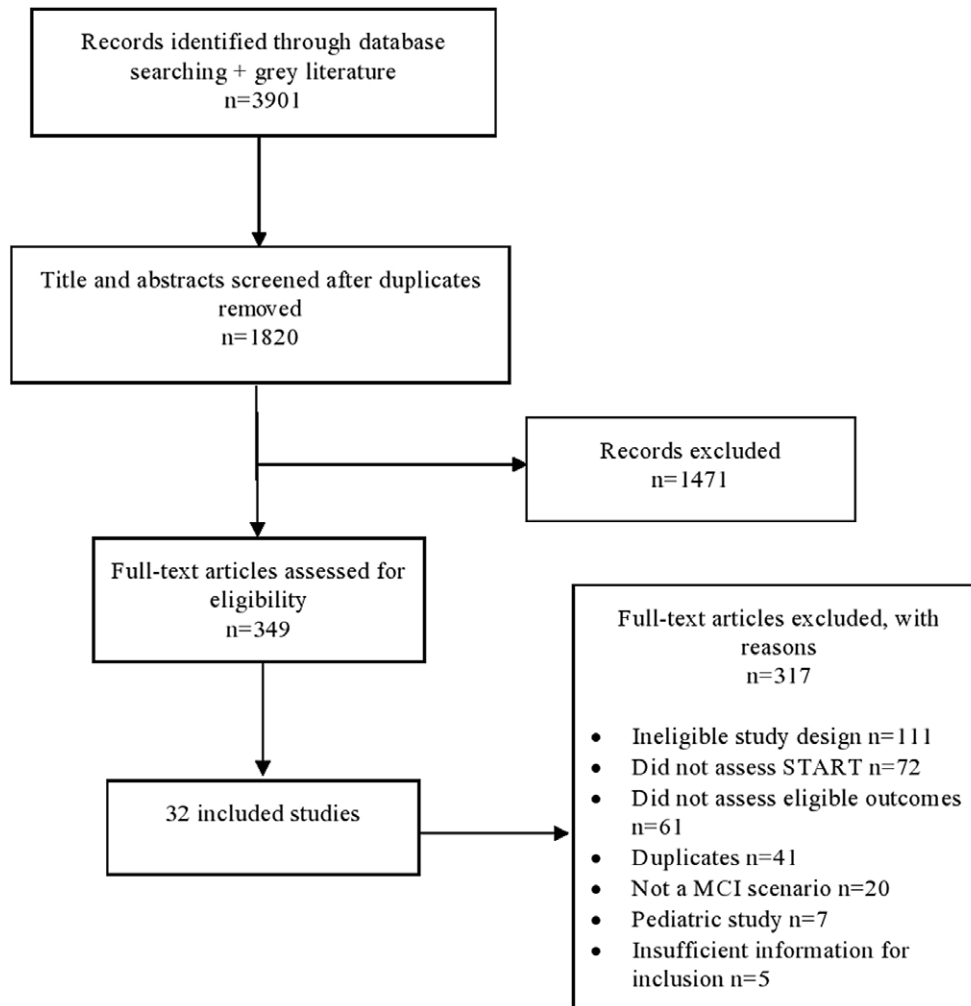 Records identified through database
searching + grey literature
n=3901
Title and abstracts screened after duplicates
removed
n=1820
Records excluded
n=1471
Full-text articles assessed for
eligibility
n=349
Full-text articles excluded, with
reasons
n=317
• Ineligible study design n=111
• Did not assess START n=72
• Did not assess eligible outcomes
n=61
• Duplicates n=41
• Not a MCI scenario n=20
• Pediatric study n=7
• Insufficient information for
inclusion n=5
32 included studies